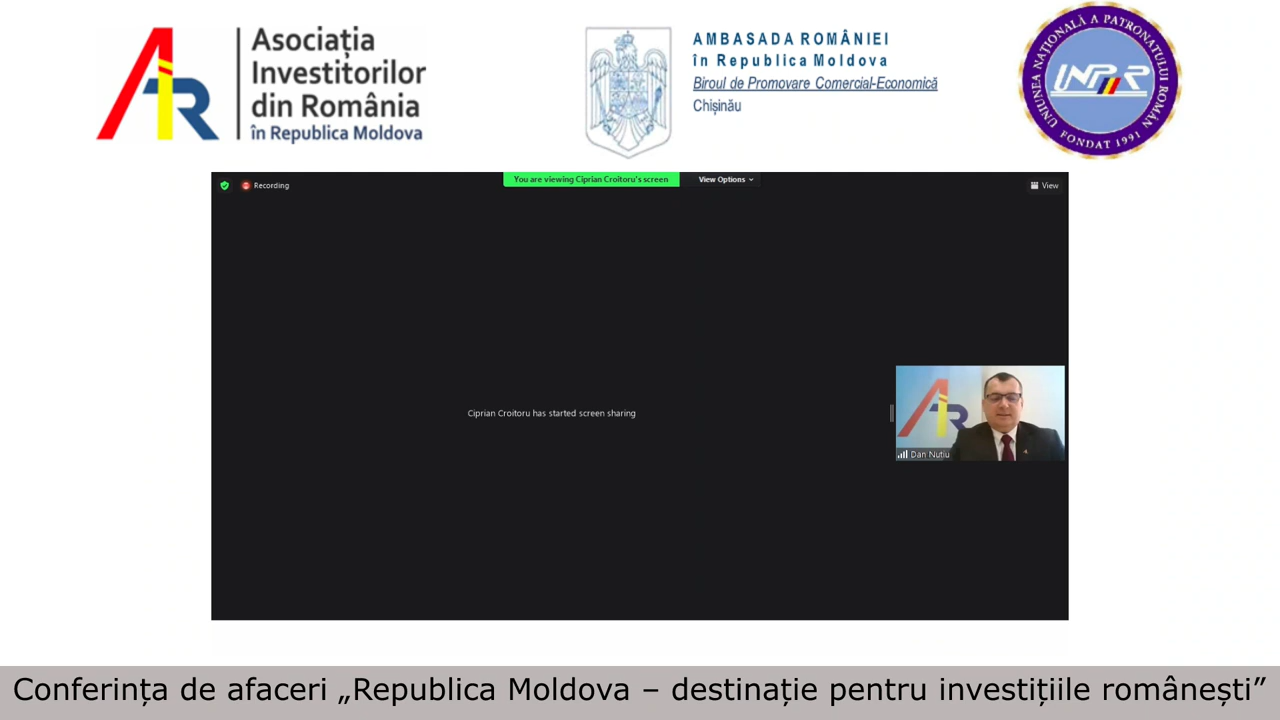 Asociația
Investitorilor
din România
în Republica Moldova
AMBASADA ROMÂNIEI
în Republica Moldova
Biroul de Promovare Comercial-Economică
Chișinău
UNIUNEA NAȚIONALĂ A PATRONATULUI ROMÂN
UNPR
FONDAT 1991
Recording
You are viewing Ciprian Croitoru's screen
View Options
View
Ciprian Croitoru has started screen sharing
AIR
Dan Nuțiu
Conferința de afaceri „Republica Moldova – destinație pentru investițiile românești”